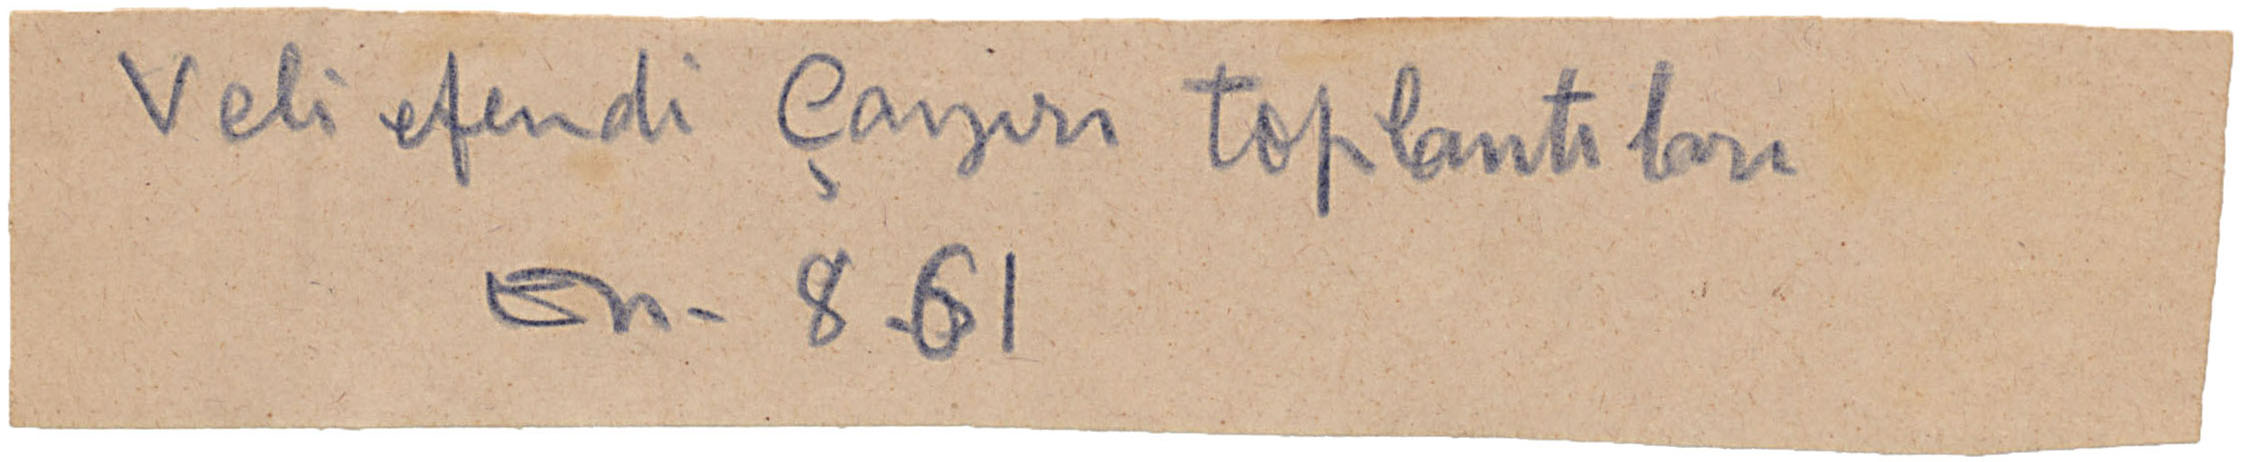 Veli efendi Çayırı toplantıları
8.61